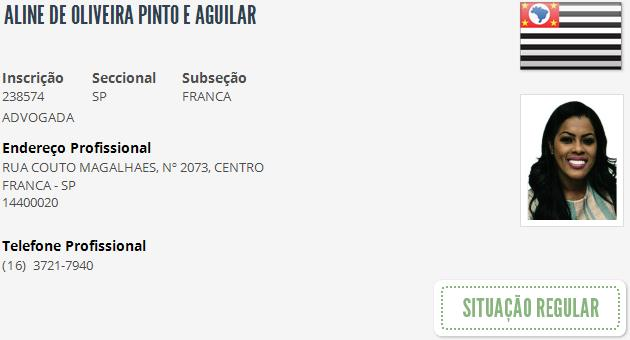 ALINE DE OLIVEIRA PINTO E AGUILAR
Inscrição Seccional Subseção
238574 SP FRANCA
ADVOGADA
Endereço Profissional
RUA COUTO MAGALHAES, Nº 2073, CENTRO
FRANCA - SP
14400020
Telefone Profissional
(16) 3721-7940
SITUAÇÃO REGULAR